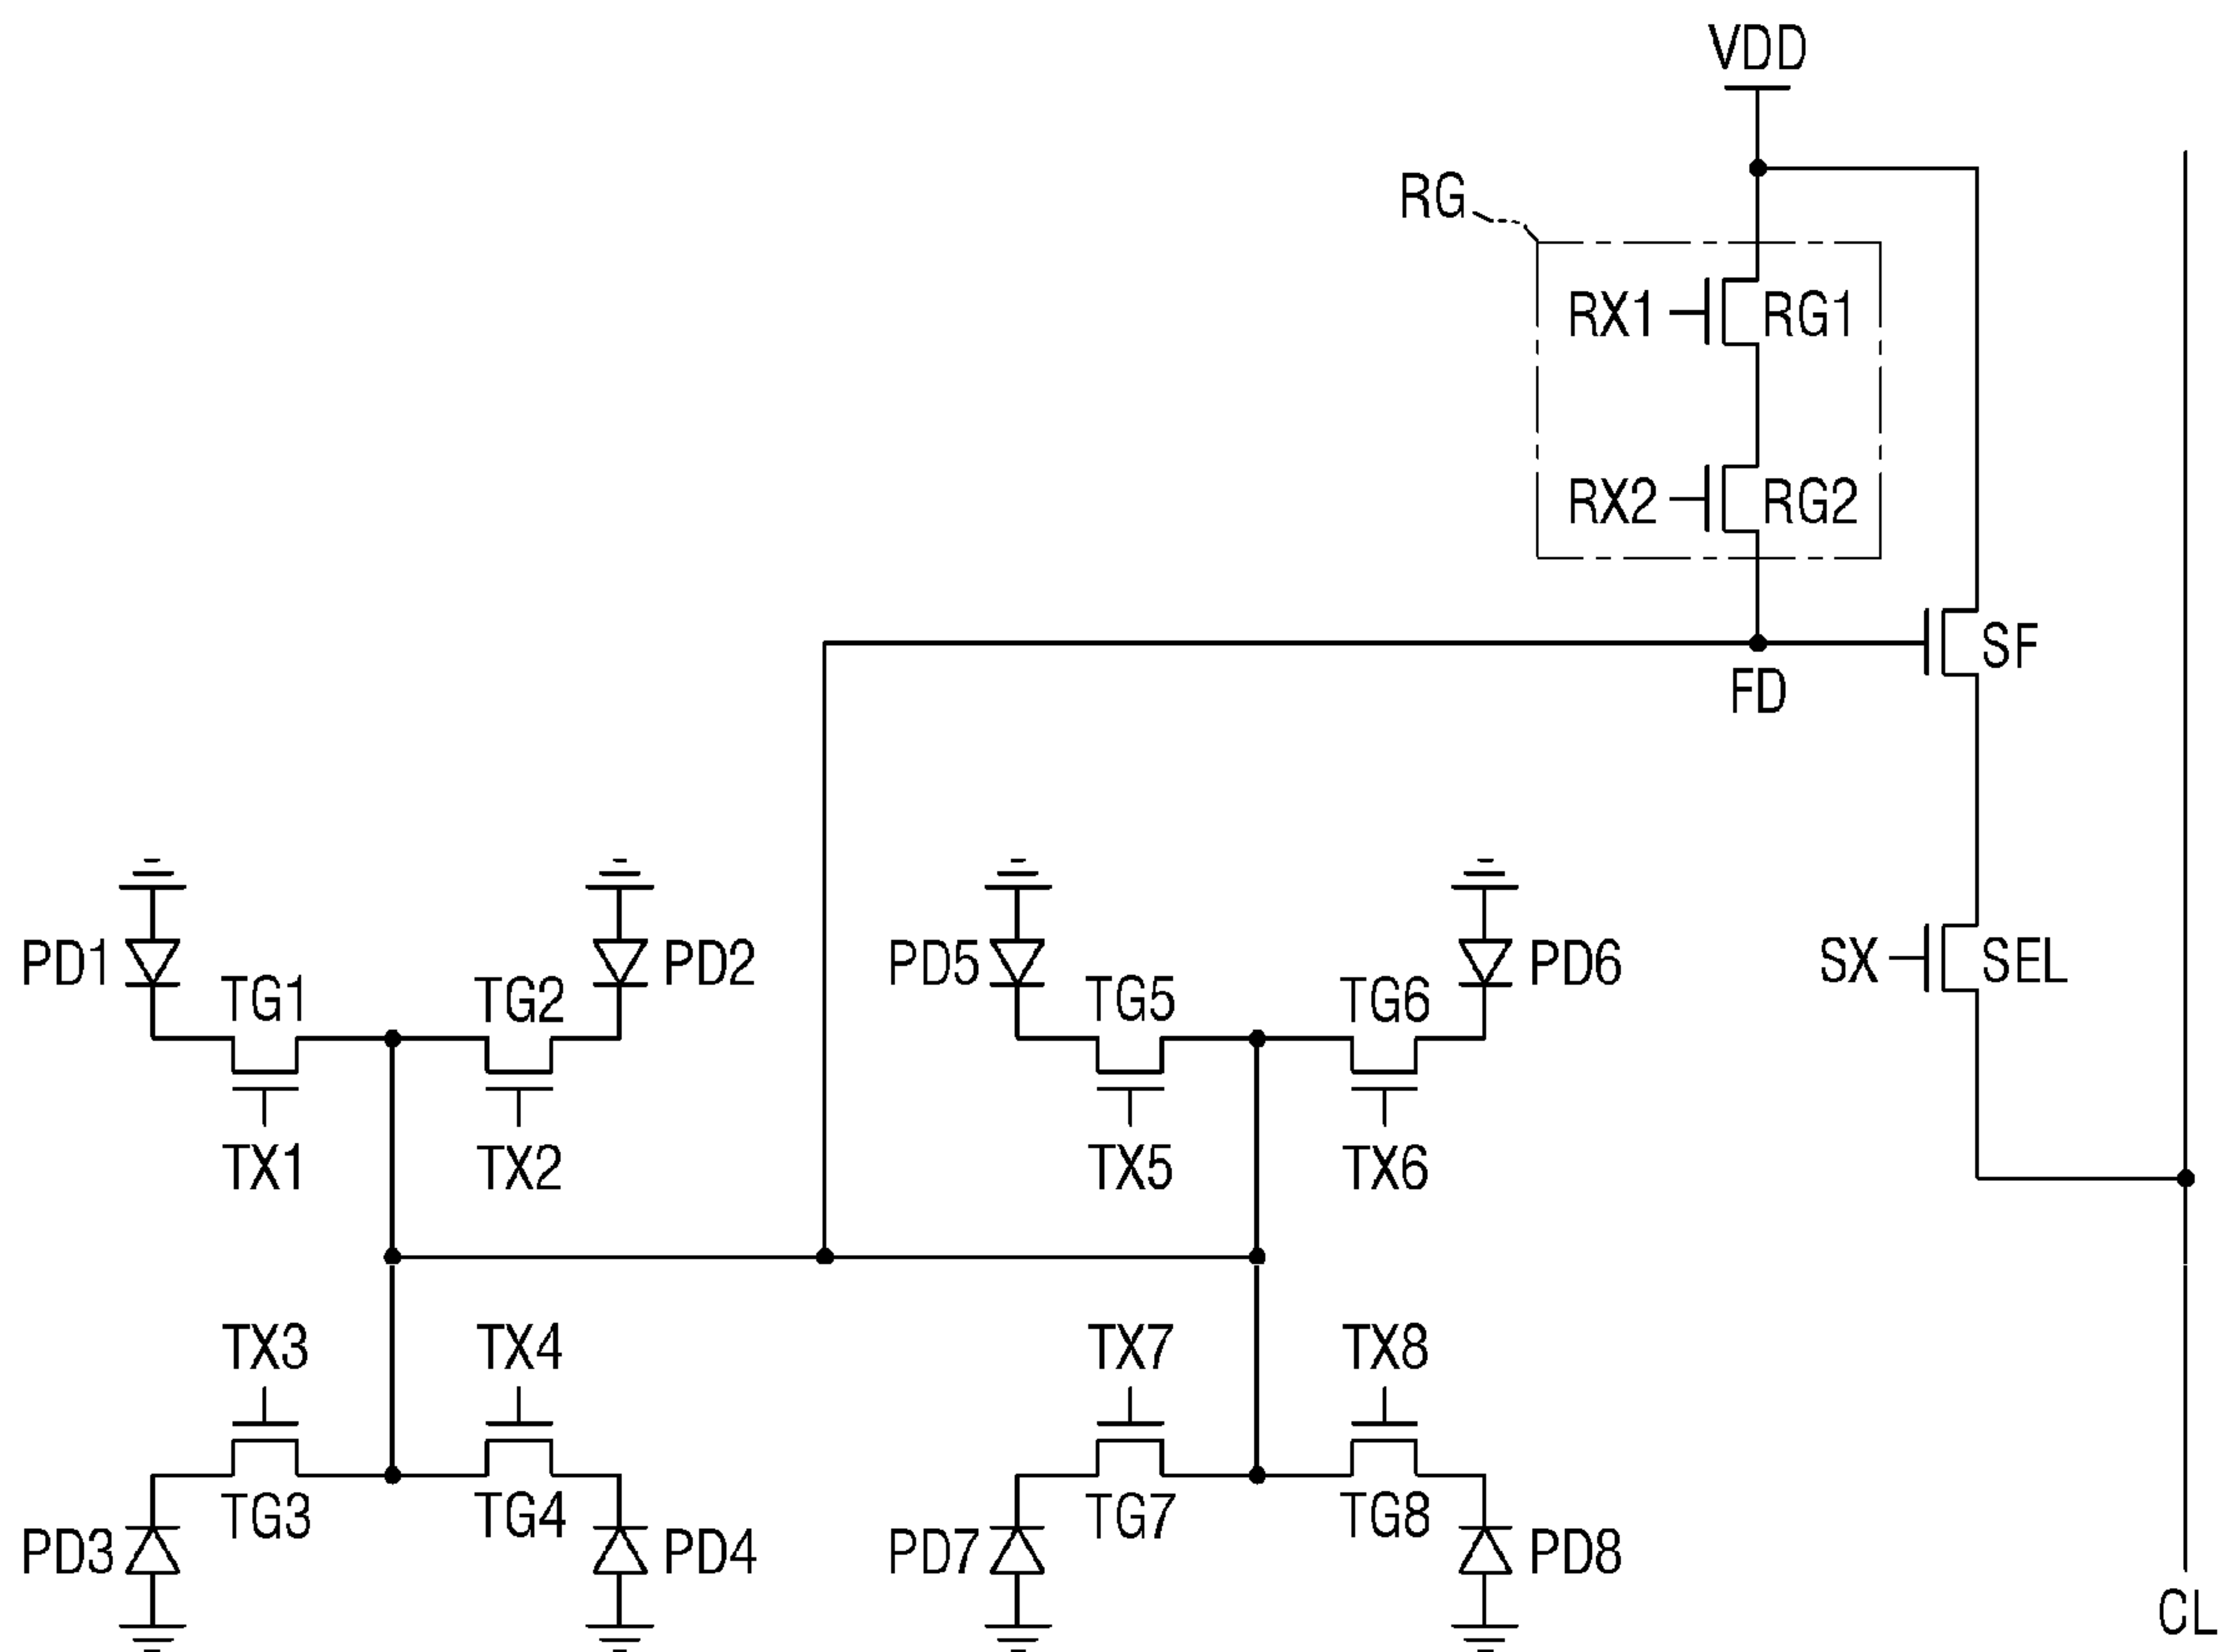 VDD
RG
RX1 RG1
RX2 RG2
SF
FD
PD1 TG1 TG2 PD2 PD5 TG5 TG6 PD6 SX SEL
TX1 TX2 TX5 TX6
TX3 TX4 TX7 TX8
PD3 TG3 TG4 PD4 PD7 TG7 TG8 PD8
CL